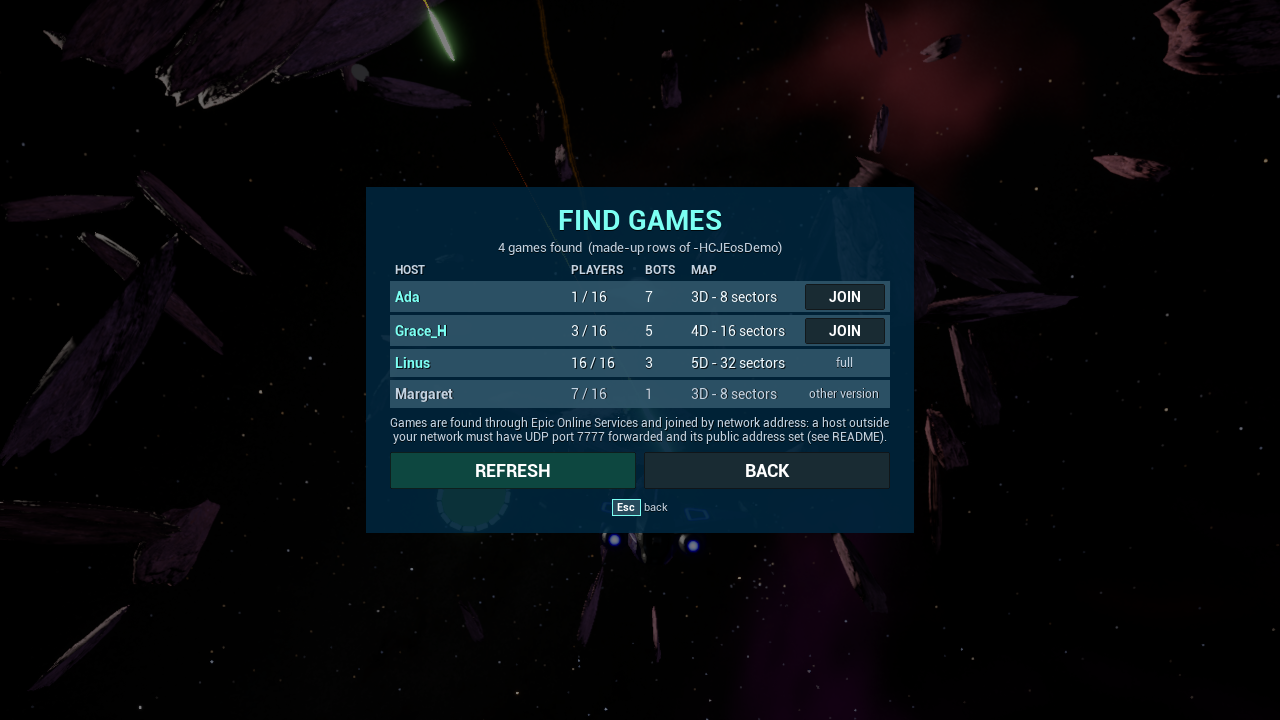 FIND GAMES
4 games found (made-up rows of -HCJEosDemo)
HOST PLAYERS BOTS MAP
Ada 1 / 16 7 3D - 8 sectors JOIN
Grace_H 3 / 16 5 4D - 16 sectors JOIN
Linus 16 / 16 3 5D - 32 sectors full
Margaret 7 / 16 1 3D - 8 sectors other version
Games are found through Epic Online Services and joined by network address: a host outside
your network must have UDP port 7777 forwarded and its public address set (see README).
REFRESH BACK
Esc back